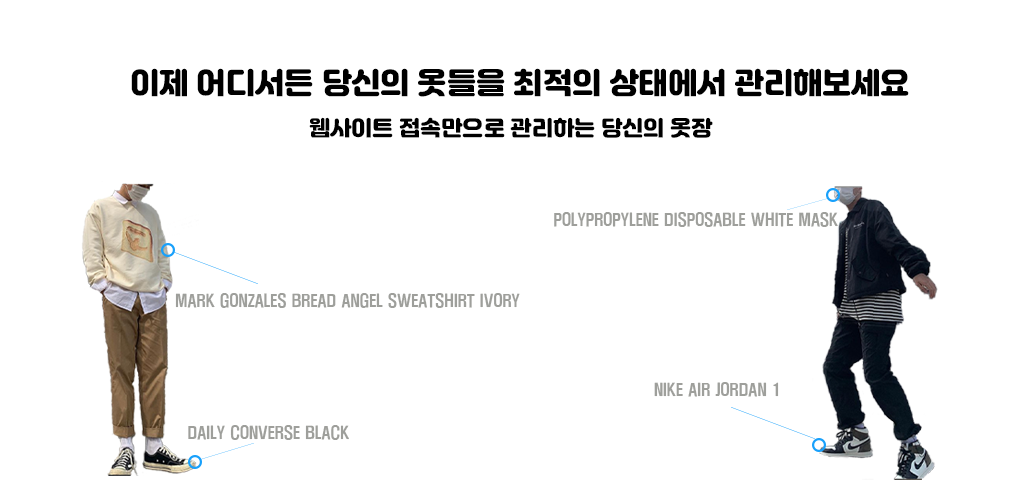 이제 어디서든 당신의 옷들을 최적의 상태에서 관리해보세요
웹사이트 접속만으로 관리하는 당신의 옷장
POLYPROPYLENE DISPOSABLE WHITE MASK
MARK GONZALES BREAD ANGEL SWEATSHIRT IVORY
NIKE AIR JORDAN 1
DAILY CONVERSE BLACK